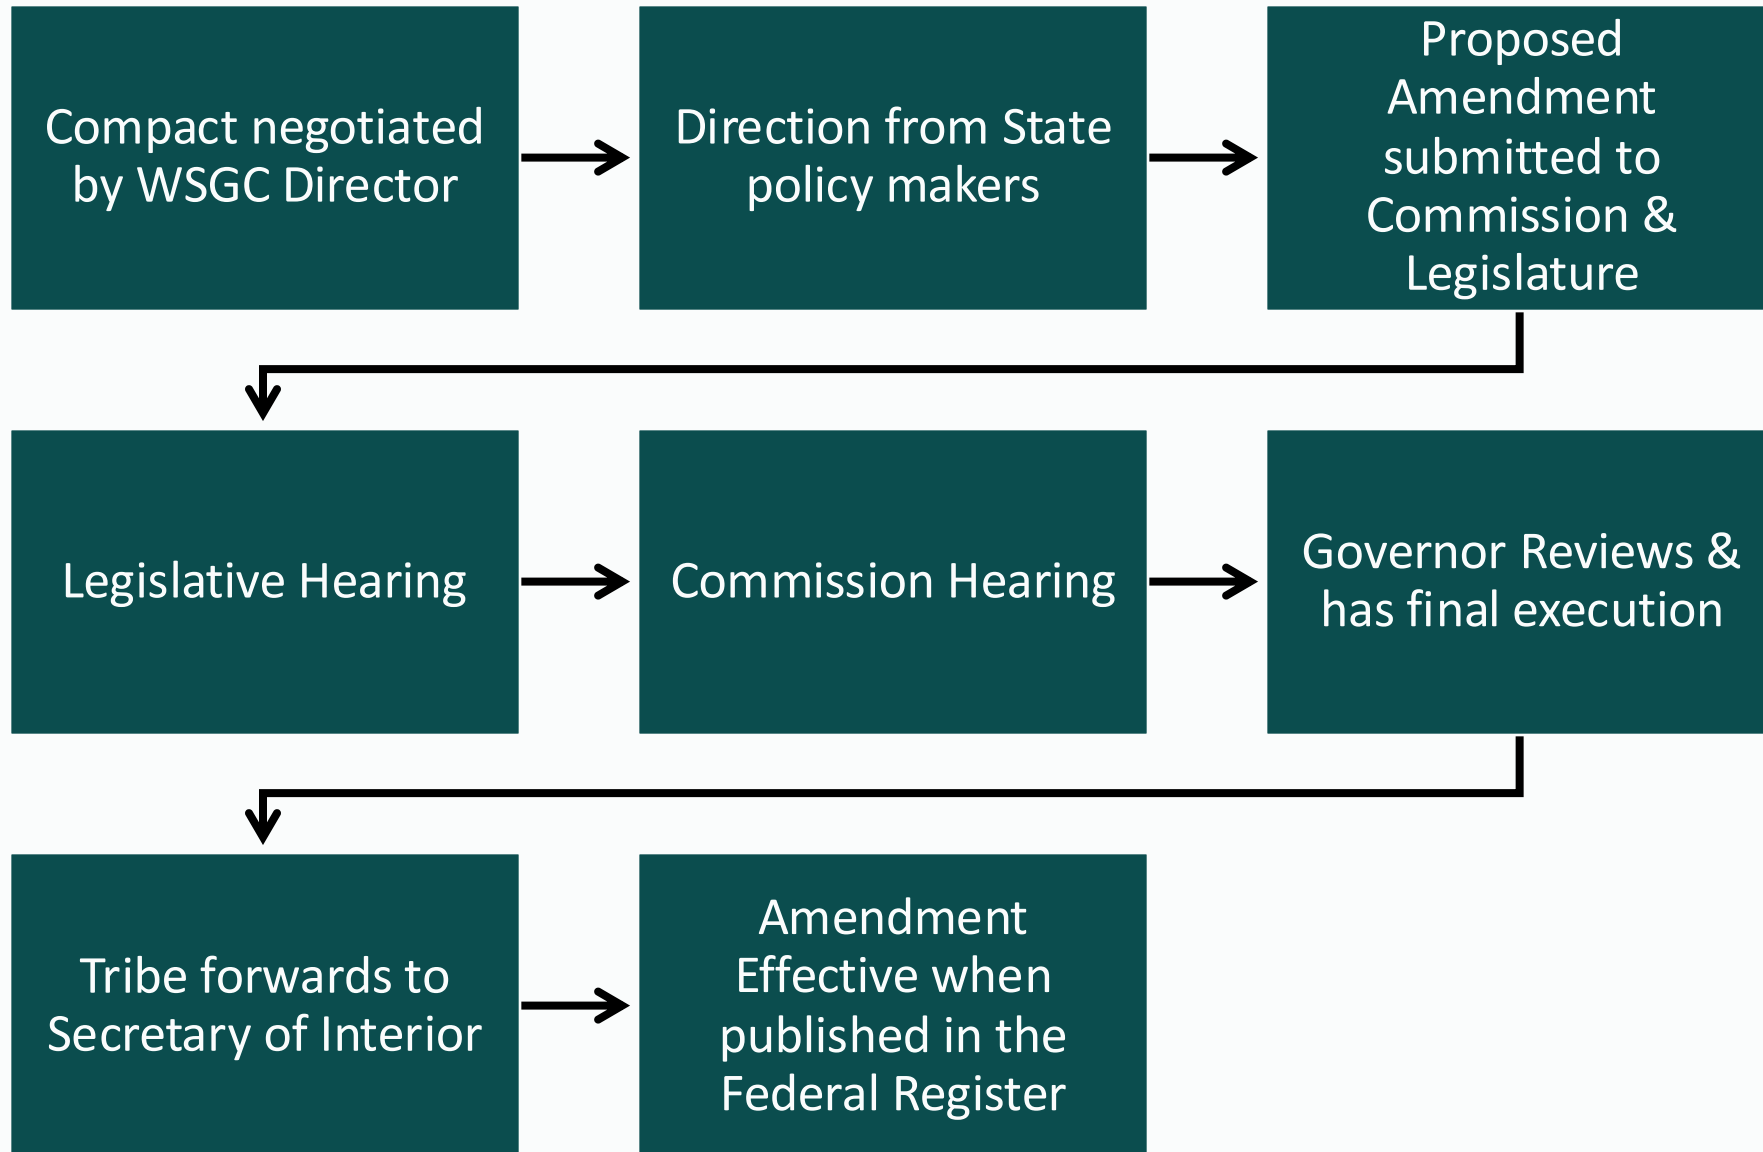 Compact negotiated
by WSGC Director
Direction from State
policy makers
Proposed
Amendment
submitted to
Commission &
Legislature
Legislative Hearing
Commission Hearing
Governor Reviews &
has final execution
Tribe forwards to
Secretary of Interior
Amendment
Effective when
published in the
Federal Register